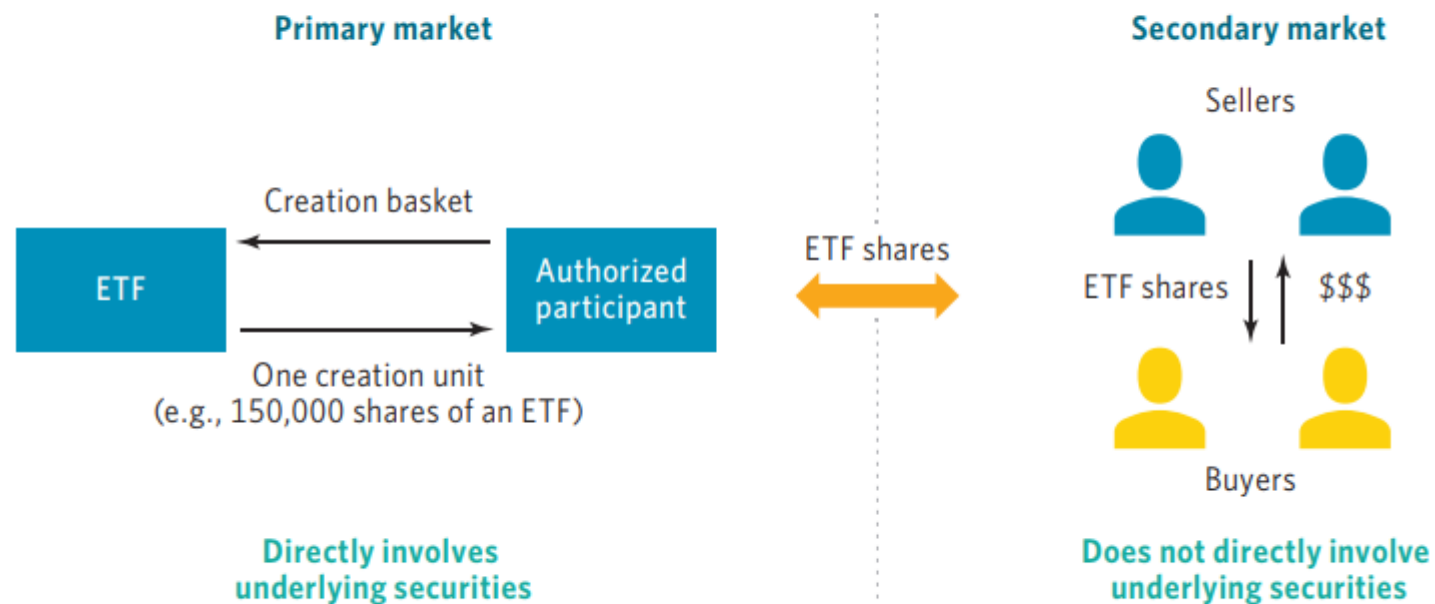 Primary market
Creation basket
ETF
Authorized
participant
One creation unit
(e.g., 150,000 shares of an ETF)
Directly involves
underlying securities
ETF shares
Secondary market
Sellers
ETF shares
$$$
Buyers
Does not directly involve
underlying securities